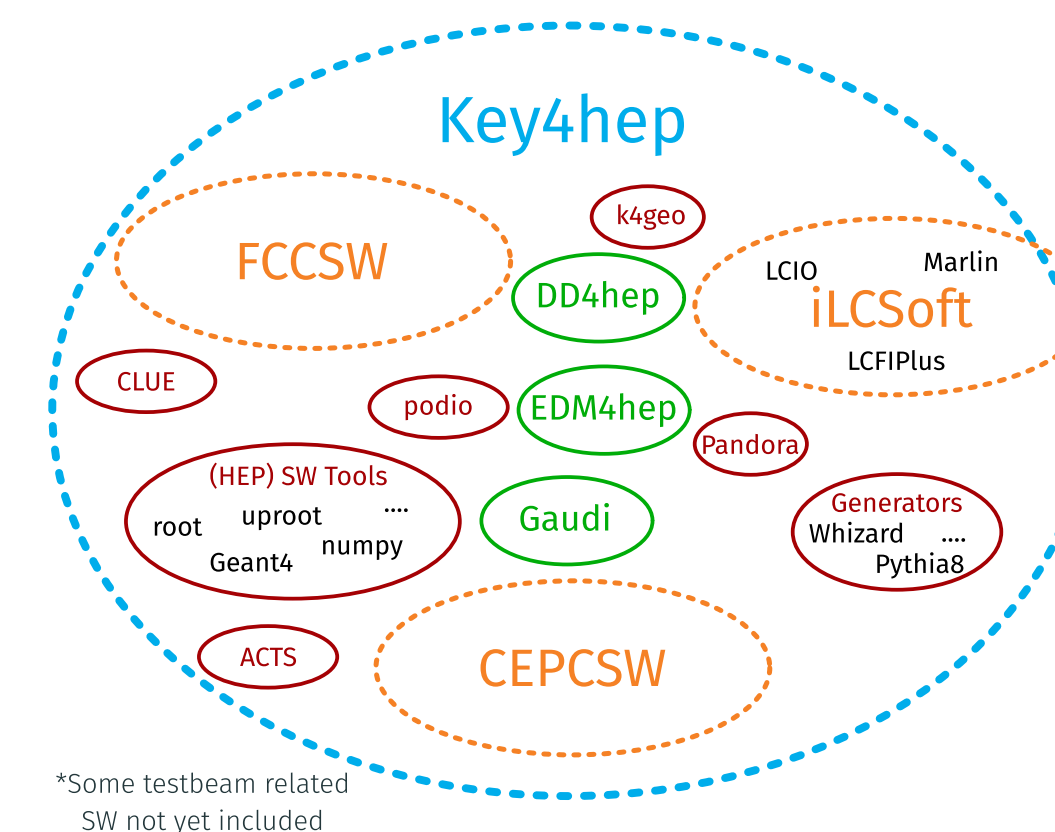 Key4hep
k4geo
FCCSW
DD4hep
LCIO
Marlin
iLCSoft
LCFIPlus
CLUE
podio
EDM4hep
Pandora
(HEP) SW Tools
root
uproot
....
numpy
Geant4
Gaudi
Generators
Whizard
....
Pythia8
ACTS
CEPCSW
*Some testbeam related
SW not yet included